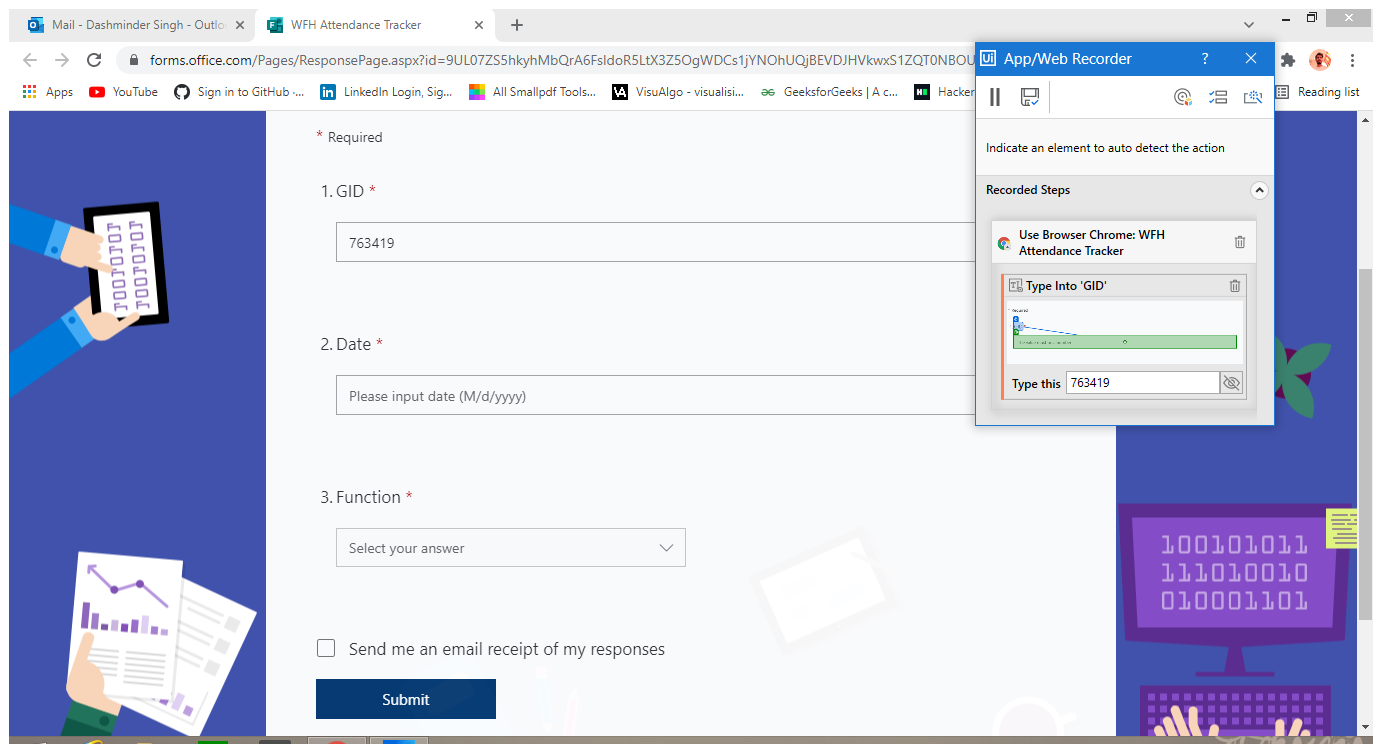 Mail - Dashminder Singh - Outlo
WFH Attendance Tracker
forms.office.com/Pages/ResponsePage.aspx?id=9UL07ZS5hkyhMbQrA6FsIdoR5LtX3Z5OgWDCs1jYNOhUQjBEVDJHVkwxS1ZQT0NBOU
Apps
YouTube
Sign in to GitHub ·...
LinkedIn Login, Sig...
All Smallpdf Tools...
VisuAlgo - visualisi...
GeeksforGeeks | A c...
Hacker
Reading list
* Required
1. GID *
763419
2. Date *
Please input date (M/d/yyyy)
3. Function *
Select your answer
Send me an email receipt of my responses
Submit
Ui App/Web Recorder ?
Indicate an element to auto detect the action
Recorded Steps
Use Browser Chrome: WFH
Attendance Tracker
Type Into 'GID'
Required
Type this 763419
100101011
111010010
010001101